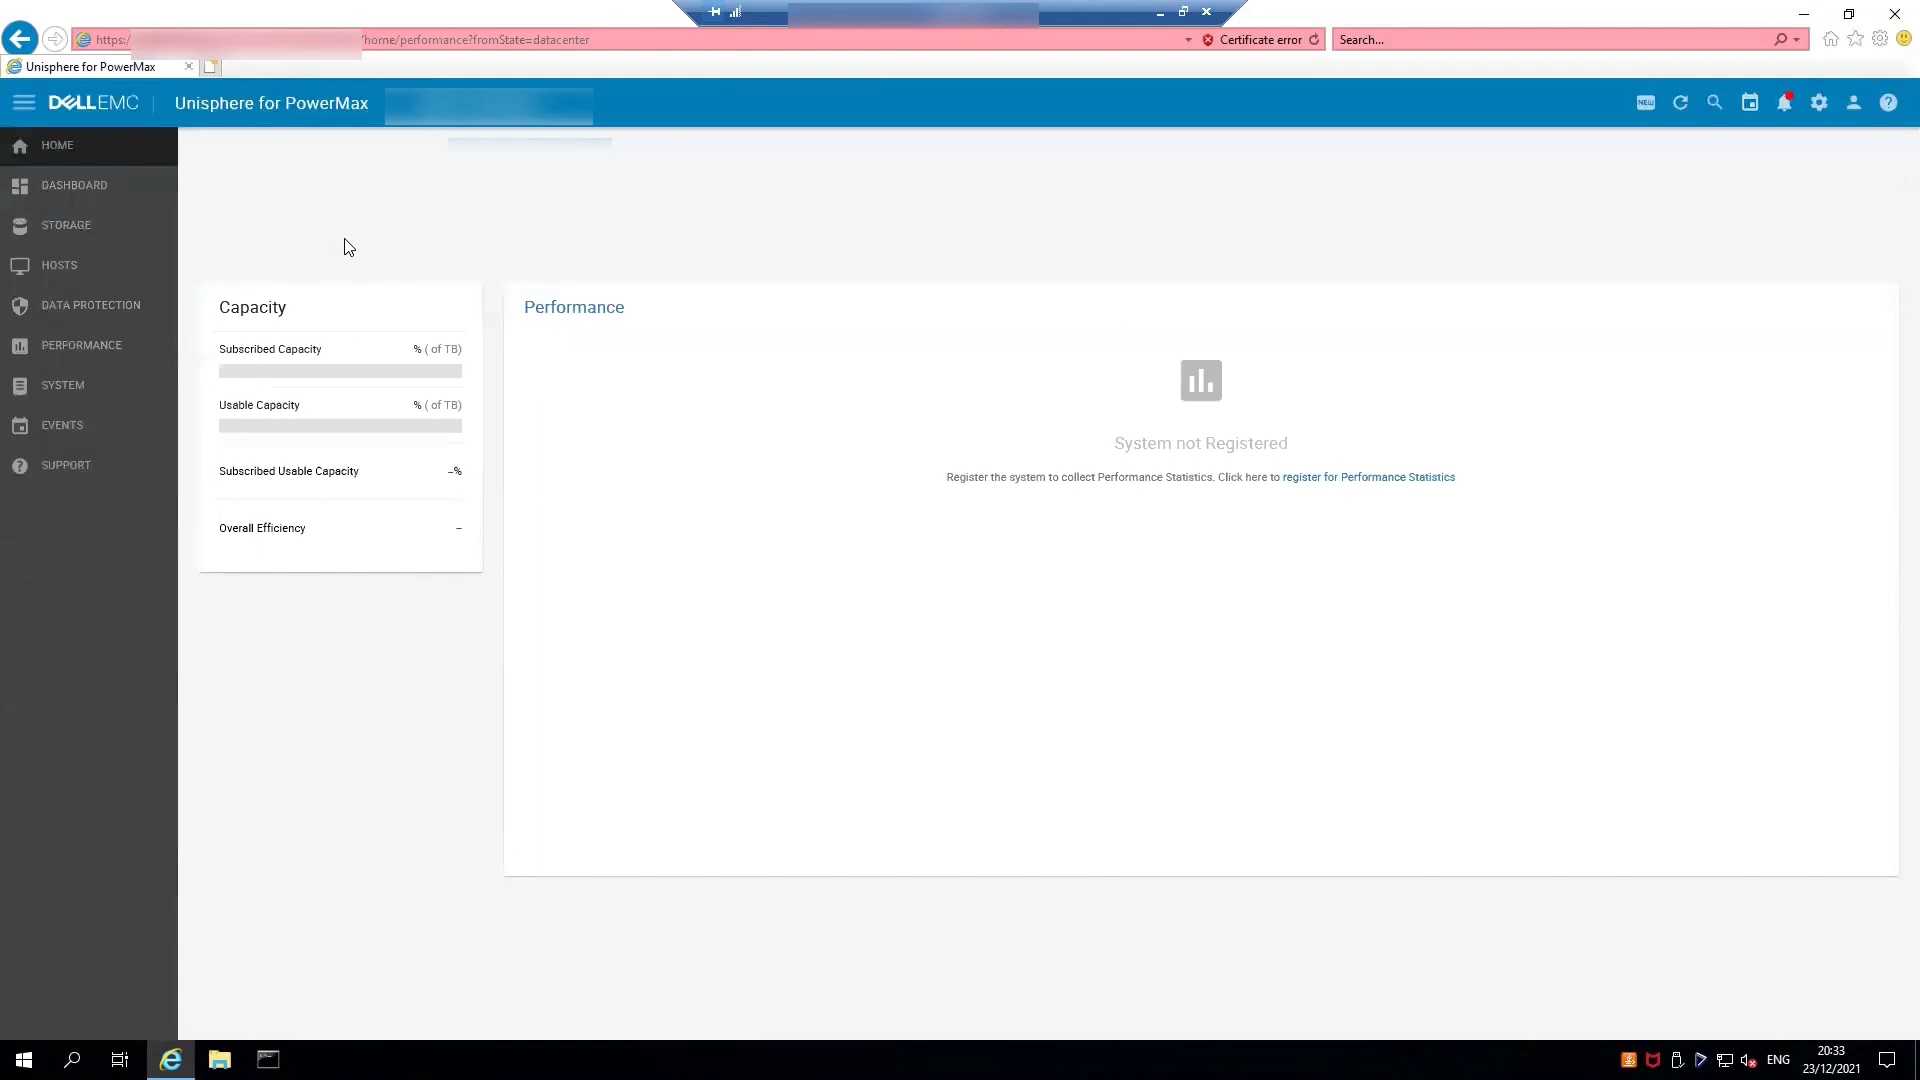 https:/
/home/performance?fromState=datacenter
Certificate error
Search...
Unisphere for PowerMax
DELLEMC
Unisphere for PowerMax
NEW
HOME
DASHBOARD
STORAGE
HOSTS
DATA PROTECTION
PERFORMANCE
SYSTEM
EVENTS
SUPPORT
Capacity
Subscribed Capacity % ( of TB)
Usable Capacity % ( of TB)
Subscribed Usable Capacity –%
Overall Efficiency –
Performance
System not Registered
Register the system to collect Performance Statistics. Click here to register for Performance Statistics
ENG
20:33
23/12/2021